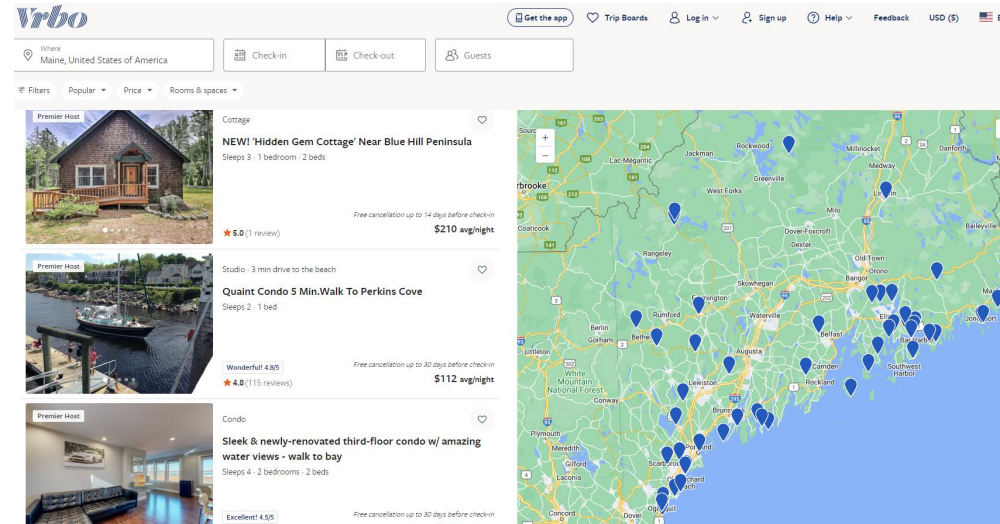 Vrbo
Get the app
Trip Boards
Log in
Sign up
Help
Feedback
USD ($)
Where
Maine, United States of America
Check-in
Check-out
Guests
Filters
Popular
Price
Rooms & spaces
Premier Host
Cottage
NEW! 'Hidden Gem Cottage' Near Blue Hill Peninsula
Sleeps 3 · 1 bedroom · 2 beds
Free cancellation up to 14 days before check-in
5.0 (1 review)
$210 avg/night
Premier Host
Studio · 3 min drive to the beach
Quaint Condo 5 Min.Walk To Perkins Cove
Sleeps 2 · 1 bed
Wonderful! 4.8/5
Free cancellation up to 30 days before check-in
4.8 (115 reviews)
$112 avg/night
Premier Host
Condo
Sleek & newly-renovated third-floor condo w/ amazing
water views - walk to bay
Sleeps 4 · 2 bedrooms · 2 beds
Excellent! 4.5/5
Free cancellation up to 30 days before check-in
+
−
Lac-Mégantic
Jackman
Rockwood
Millinocket
Danforth
Medway
Greenville
West Forks
Coaticook
Milo
Baileyville
Dover-Foxcroft
Dexter
Rangeley
Old Town
Orono
Bangor
Skowhegan
Rumford
Waterville
Berlin
Gorham
Belfast
Littleton
Augusta
Camden
Southwest
Harbor
White
Mountain
National Forest
Rockland
Lewiston
Conway
Plymouth
Meredith
Gilford
Laconia
Concord
Dover